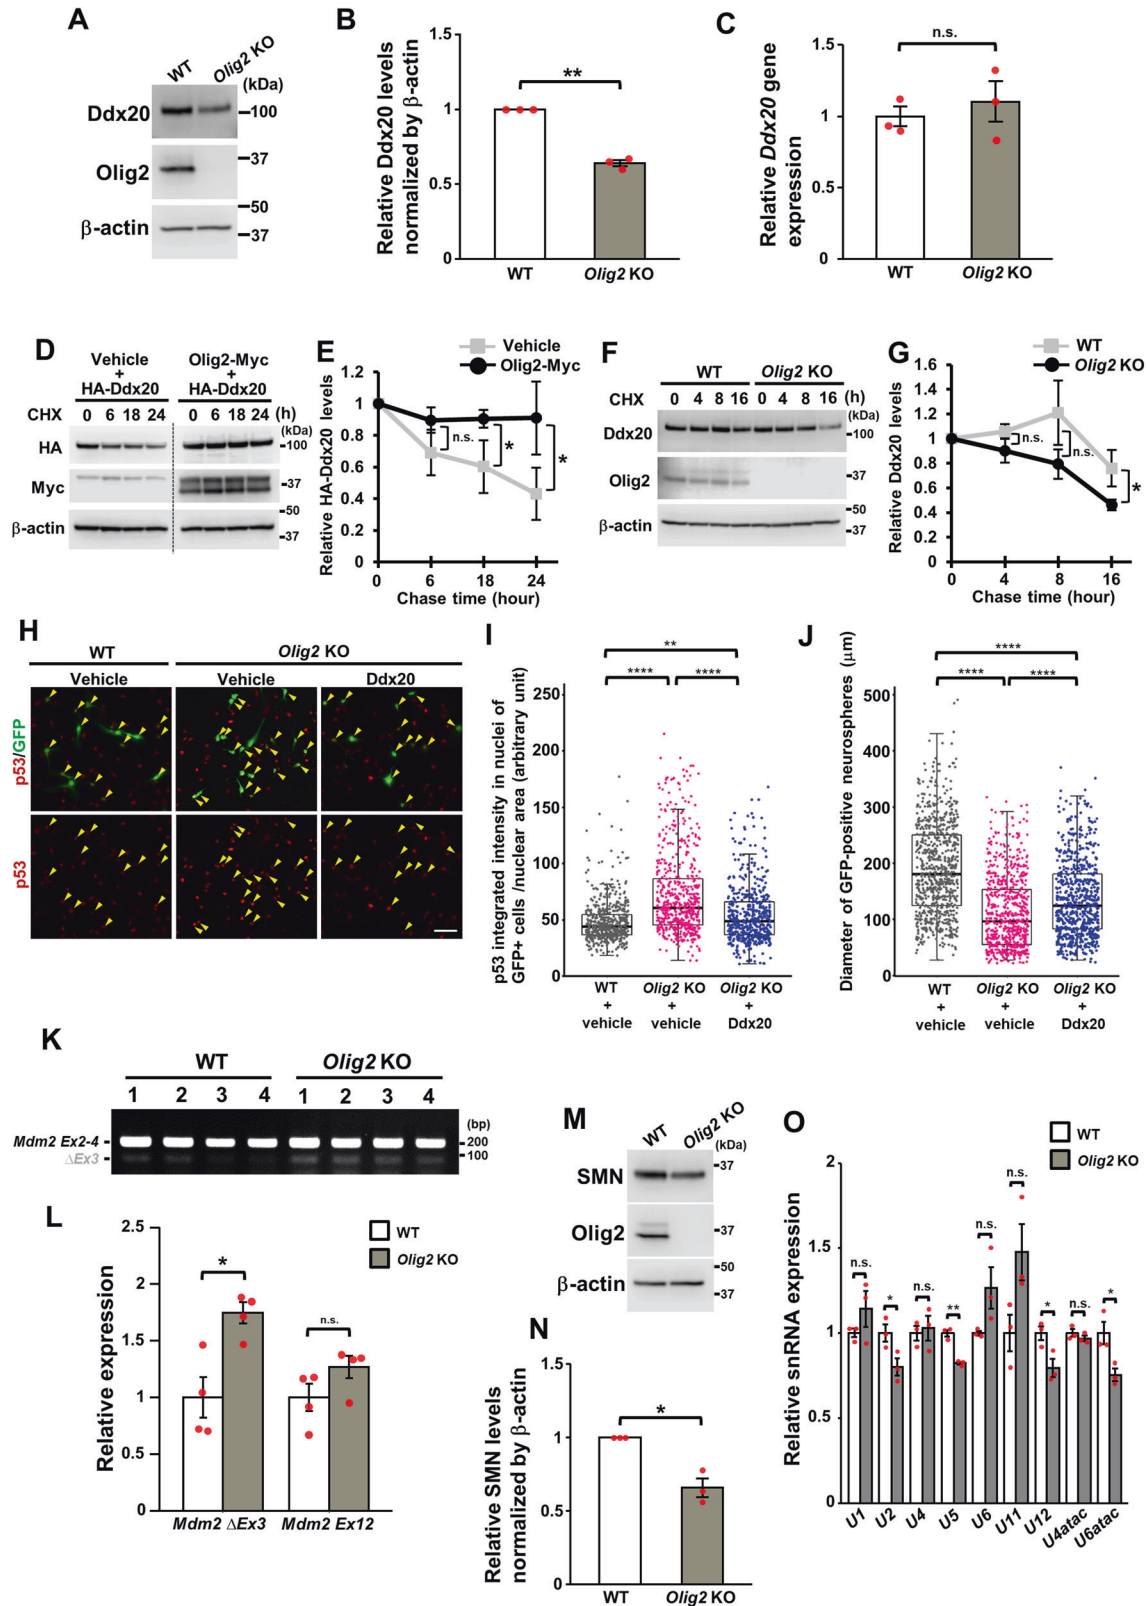 A
WT
Olig2 KO
(kDa)
Ddx20
100
Olig2
37
β-actin
50
37
B
Relative Ddx20 levels
normalized by β-actin
1.5
1
0.5
0
**
WT
Olig2 KO
C
Relative Ddx20 gene
expression
1.5
1
0.5
0
n.s.
WT
Olig2 KO
D
Vehicle
+
HA-Ddx20
Olig2-Myc
+
HA-Ddx20
CHX
0 6 18 24
0 6 18 24
(h)
(kDa)
HA
100
Myc
37
β-actin
50
37
E
Vehicle
Olig2-Myc
Relative HA-Ddx20 levels
1.2
1
0.8
0.6
0.4
0.2
0
n.s.
*
*
0 6 18 24
Chase time (hour)
F
WT
Olig2 KO
CHX
0 4 8 16
0 4 8 16
(h)
(kDa)
Ddx20
100
Olig2
37
β-actin
50
37
G
WT
Olig2 KO
Relative Ddx20 levels
1.6
1.4
1.2
1
0.8
0.6
0.4
0.2
0
n.s.
n.s.
*
0 4 8 16
Chase time (hour)
H
WT
Olig2 KO
Vehicle
Vehicle
Ddx20
p53/GFP
p53
I
p53 integrated intensity in nuclei of
GFP+ cells /nuclear area (arbitrary unit)
250
200
150
100
50
0
**
****
****
WT
+
vehicle
Olig2 KO
+
vehicle
Olig2 KO
+
Ddx20
J
Diameter of GFP-positive neurospheres (μm)
500
400
300
200
100
0
****
****
****
WT
+
vehicle
Olig2 KO
+
vehicle
Olig2 KO
+
Ddx20
K
WT
Olig2 KO
1 2 3 4
1 2 3 4
(bp)
Mdm2 Ex2-4
200
ΔEx3
100
L
Relative expression
2.5
2
1.5
1
0.5
0
WT
Olig2 KO
*
n.s.
Mdm2 ΔEx3
Mdm2 Ex12
M
WT
Olig2 KO
(kDa)
SMN
37
Olig2
37
β-actin
50
37
N
Relative SMN levels
normalized by β-actin
1.5
1
0.5
0
*
WT
Olig2 KO
O
WT
Olig2 KO
Relative snRNA expression
2
1.5
1
0.5
0
n.s.
*
n.s.
**
n.s.
n.s.
*
n.s.
*
U1
U2
U4
U5
U6
U11
U12
U4atac
U6atac